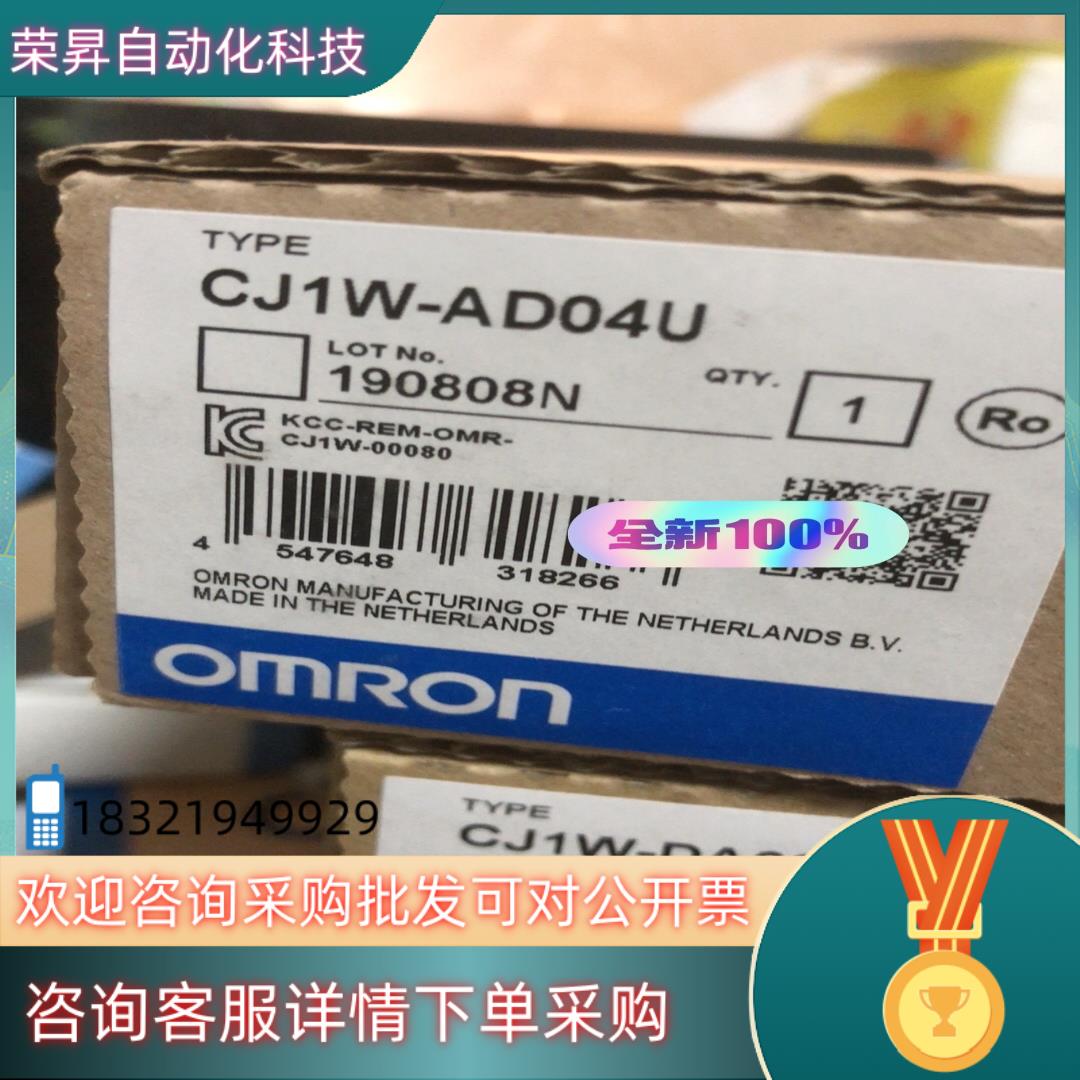 荣昇自动化科技
TYPE
CJ1W-AD04U
LOT No.
190808N
QTY.
1
Ro
KCC-REM-OMR-
CJ1W-00080
全新100%
4 547648 318266
OMRON MANUFACTURING OF THE NETHERLANDS B.V.
MADE IN THE NETHERLANDS
OMRON
18321949929
TYPE
欢迎咨询采购批发可对公开票
咨询客服详情下单采购